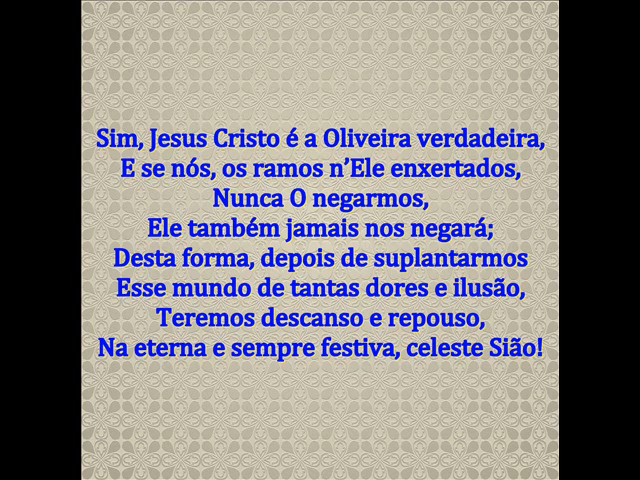 Sim, Jesus Cristo é a Oliveira verdadeira,
E se nós, os ramos n’Ele enxertados,
Nunca O negarmos,
Ele também jamais nos negará;
Desta forma, depois de suplantarmos
Esse mundo de tantas dores e ilusão,
Teremos descanso e repouso,
Na eterna e sempre festiva, celeste Sião!